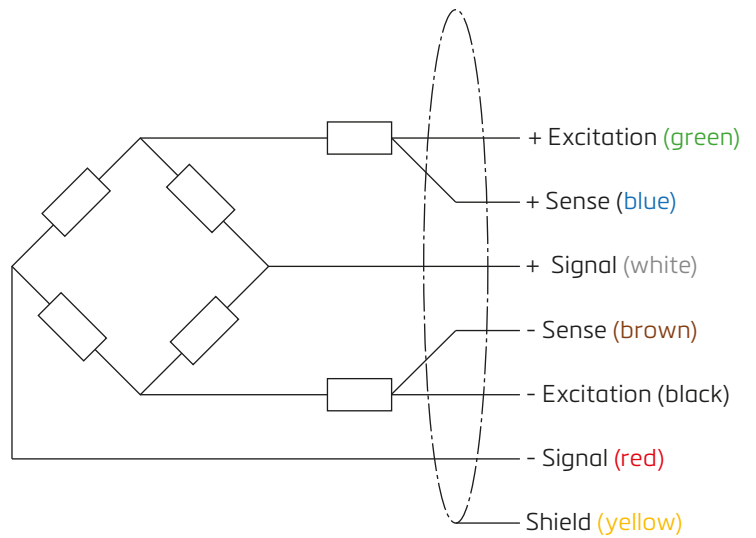 + Excitation (green)
+ Sense (blue)
+ Signal (white)
- Sense (brown)
- Excitation (black)
- Signal (red)
Shield (yellow)